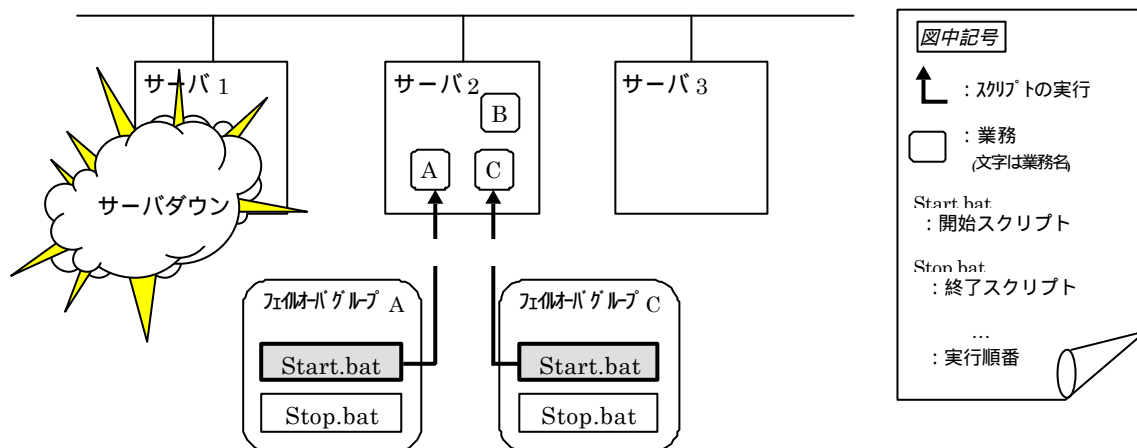 サーバ 1
サーバ 2
サーバ 3
B
A
C
サーバダウン
フェイルオーバグループ A
Start.bat
Stop.bat
フェイルオーバグループ C
Start.bat
Stop.bat
図中記号
：スクリプトの実行
：業務
(文字は業務名)
Start.bat
：開始スクリプト
Stop.bat
：終了スクリプト
…
：実行順番